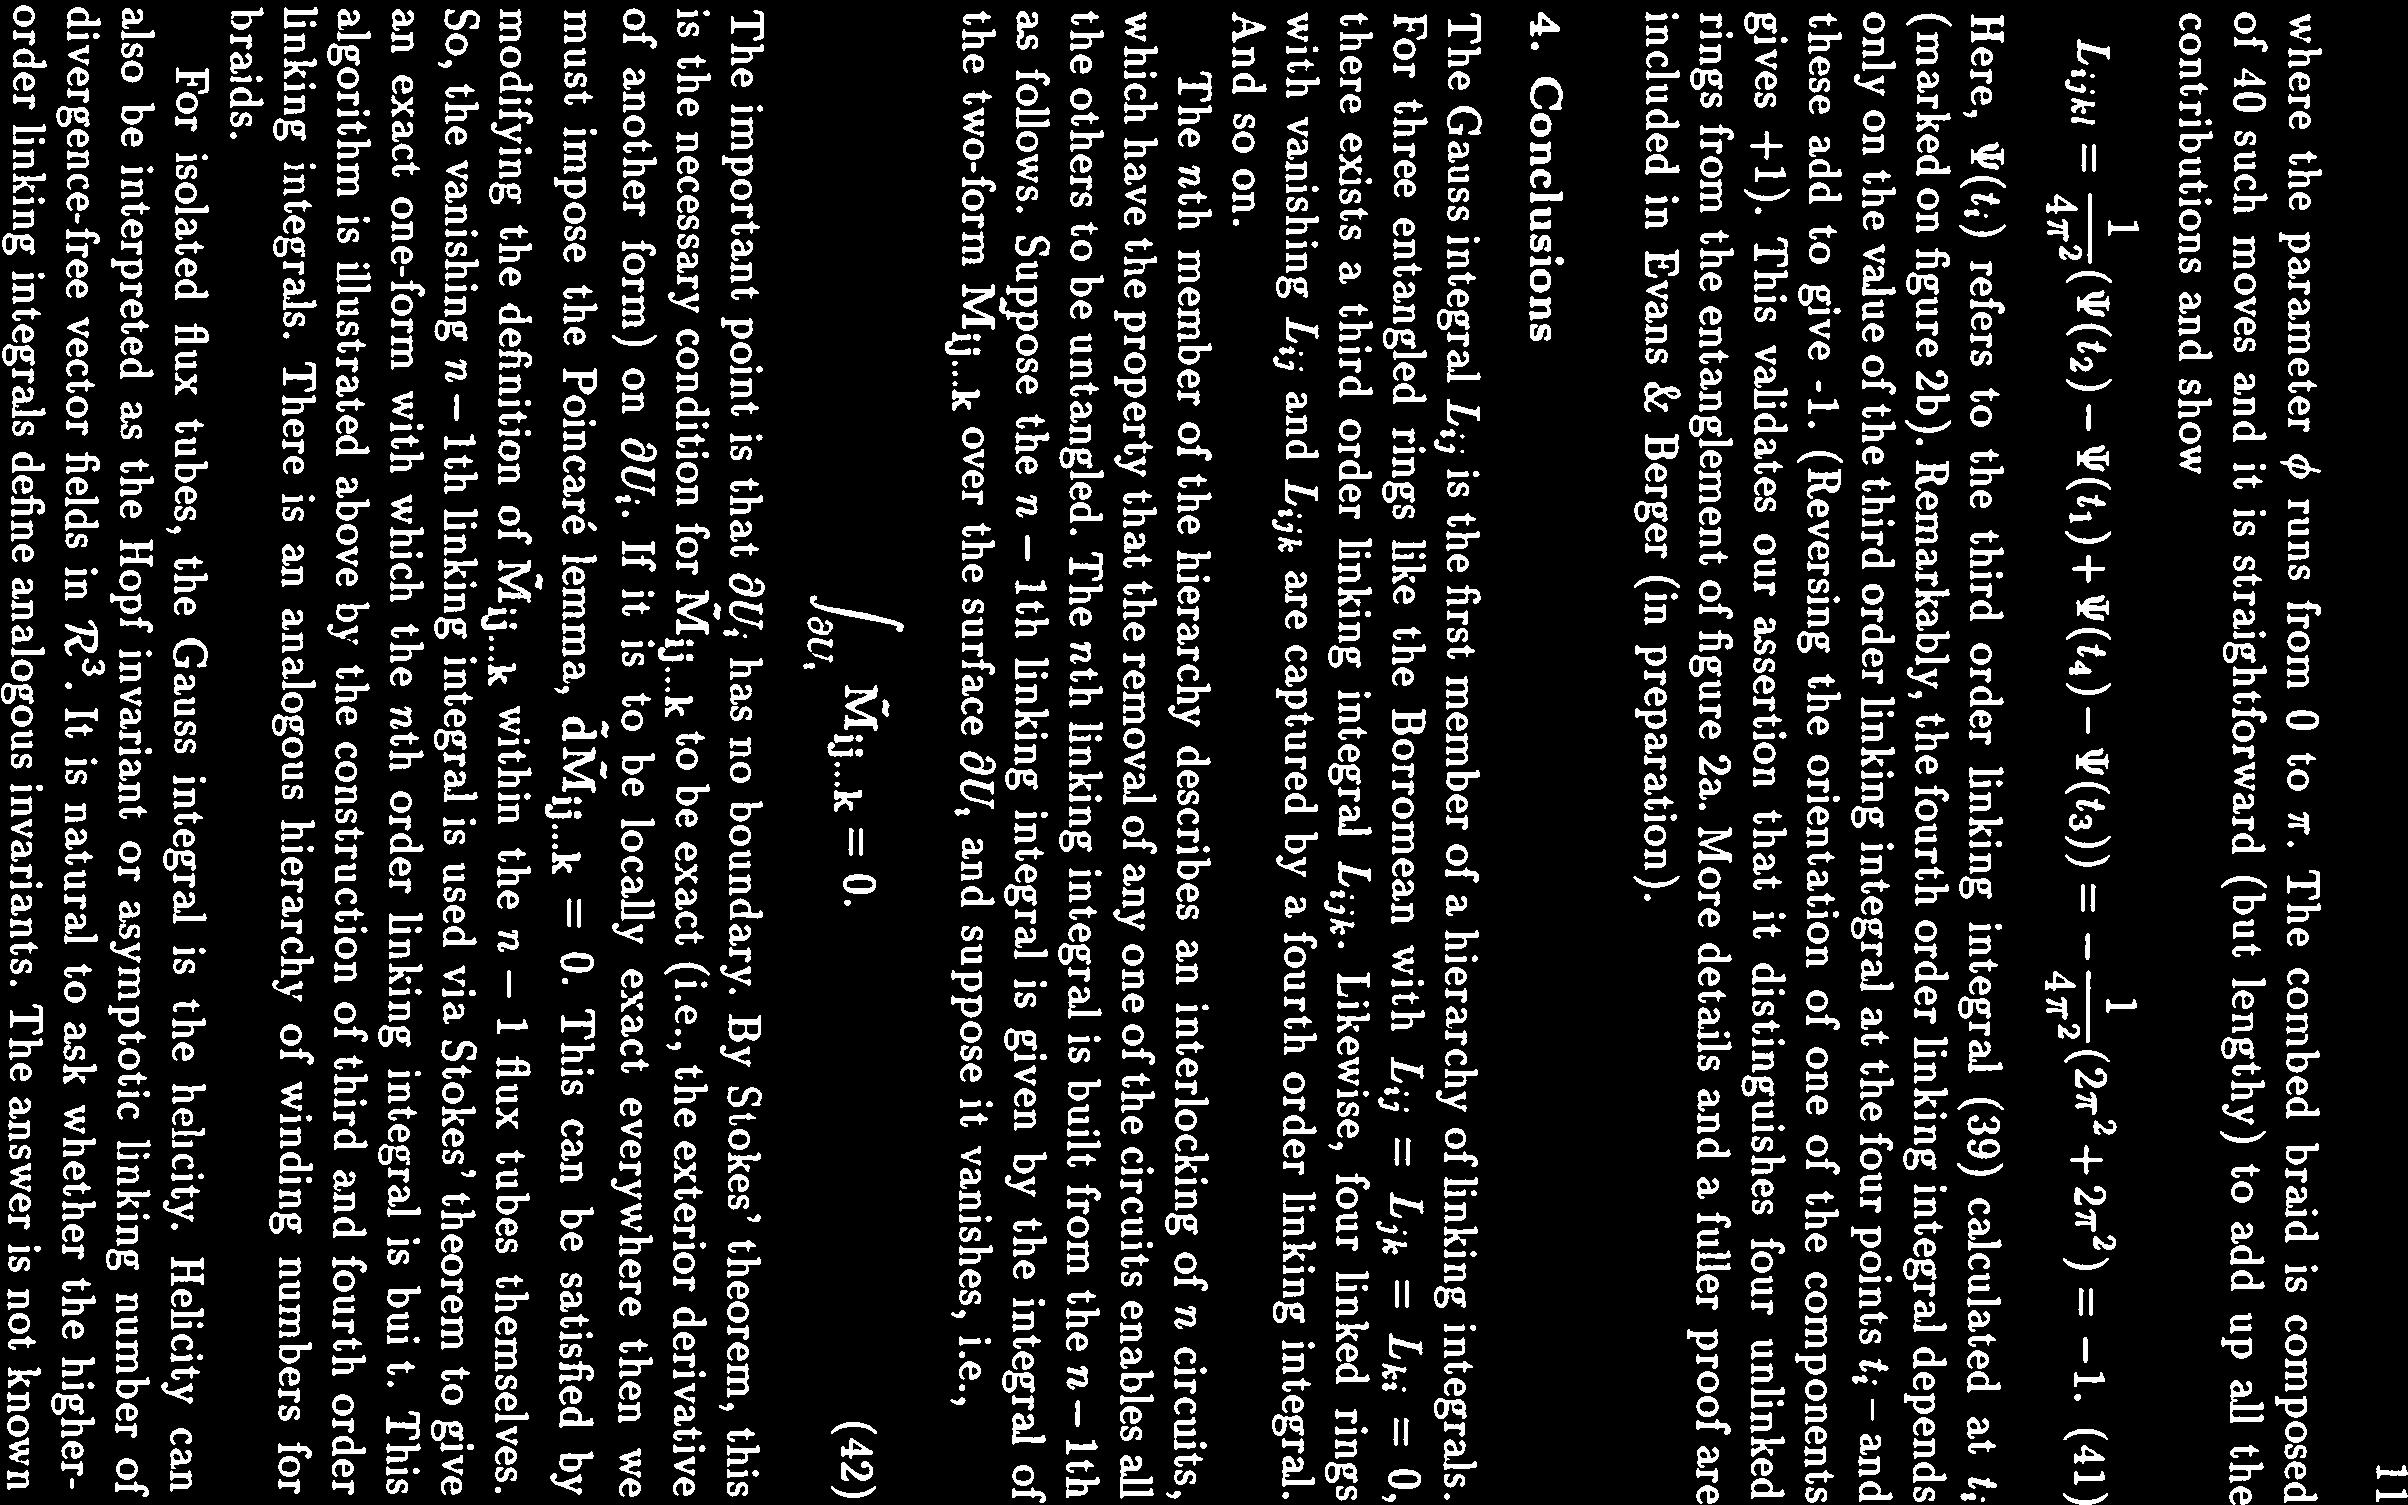 11
where the parameter ϕ runs from 0 to π. The combed braid is composed
of 40 such moves and it is straightforward (but lengthy) to add up all the
contributions and show
L_{ijkl} = \frac{1}{4π^2}(Ψ(t_2) − Ψ(t_1) + Ψ(t_4) − Ψ(t_3)) = −\frac{1}{4π^2}(2π^2 + 2π^2) = −1. (41)
Here, Ψ(t_i) refers to the third order linking integral (39) calculated at t_i
(marked on figure 2b). Remarkably, the fourth order linking integral depends
only on the value of the third order linking integral at the four points t_i – and
these add to give -1. (Reversing the orientation of one of the components
gives +1). This validates our assertion that it distinguishes four unlinked
rings from the entanglement of figure 2a. More details and a fuller proof are
included in Evans & Berger (in preparation).
4. Conclusions
The Gauss integral L_{ij} is the first member of a hierarchy of linking integrals.
For three entangled rings like the Borromean with L_{ij} = L_{jk} = L_{ki} = 0,
there exists a third order linking integral L_{ijk}. Likewise, four linked rings
with vanishing L_{ij} and L_{ijk} are captured by a fourth order linking integral.
And so on.
The nth member of the hierarchy describes an interlocking of n circuits,
which have the property that the removal of any one of the circuits enables all
the others to be untangled. The nth linking integral is built from the n − 1th
as follows. Suppose the n − 1th linking integral is given by the integral of
the two-form M̃_{ij...k} over the surface ∂U_i and suppose it vanishes, i.e.,
∫_{∂U_i} M̃_{ij...k} = 0. (42)
The important point is that ∂U_i has no boundary. By Stokes' theorem, this
is the necessary condition for M̃_{ij...k} to be exact (i.e., the exterior derivative
of another form) on ∂U_i. If it is to be locally exact everywhere then we
must impose the Poincaré lemma, d̃M̃_{ij...k} = 0. This can be satisfied by
modifying the definition of M̃_{ij...k} within the n − 1 flux tubes themselves.
So, the vanishing n − 1th linking integral is used via Stokes' theorem to give
an exact one-form with which the nth order linking integral is bui t. This
algorithm is illustrated above by the construction of third and fourth order
linking integrals. There is an analogous hierarchy of winding numbers for
braids.
For isolated flux tubes, the Gauss integral is the helicity. Helicity can
also be interpreted as the Hopf invariant or asymptotic linking number of
divergence-free vector fields in R^3. It is natural to ask whether the higher-
order linking integrals define analogous invariants. The answer is not known